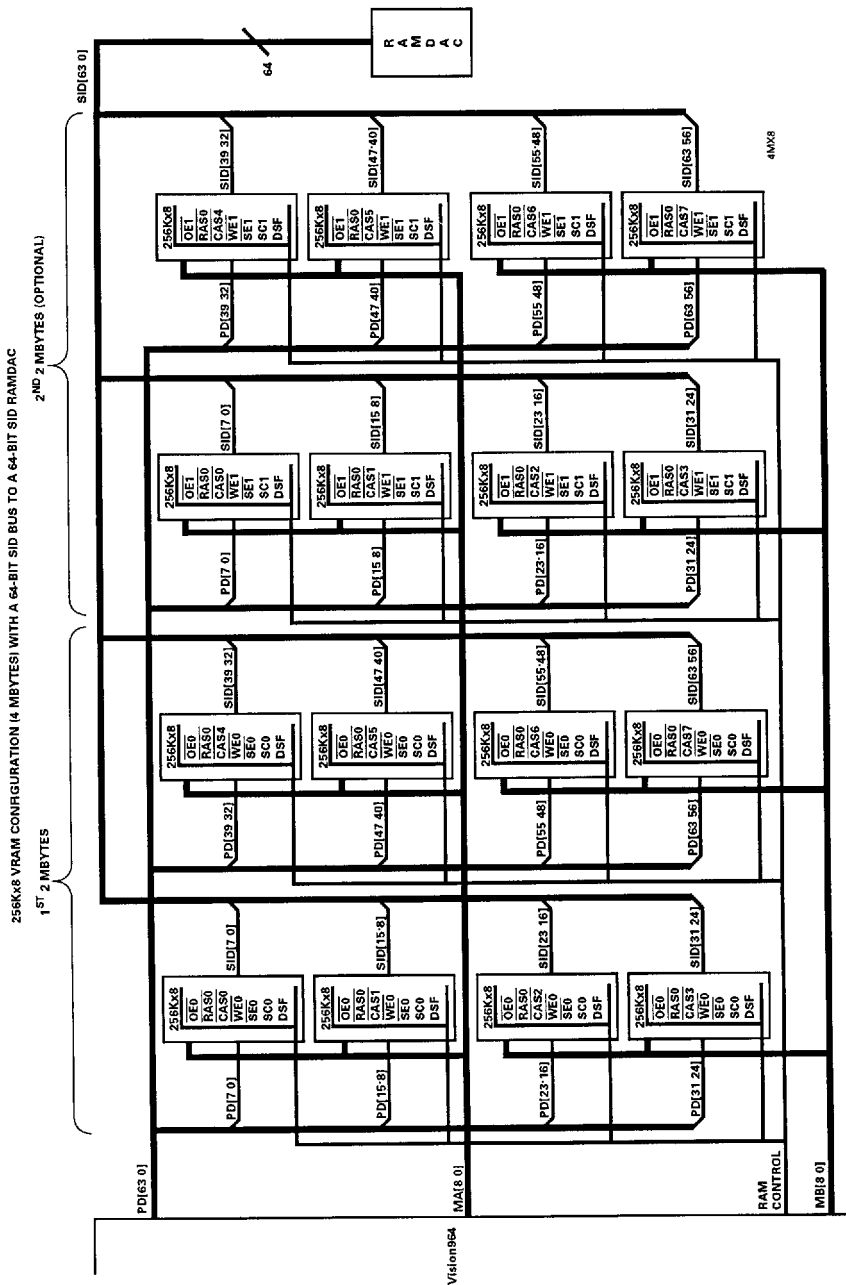 256Kx8 VRAM CONFIGURATION (4 MBYTES) WITH A 64-BIT SID BUS TO A 64-BIT SID RAMDAC
1ST 2 MBYTES
2ND 2 MBYTES (OPTIONAL)
SID[63 0]
64
RAMDAC
PD[63 0]
PD[7 0]
256Kx8
OE0
RAS0
CAS0
WE0
SE0
SC0
DSF
SID[7 0]
PD[39 32]
256Kx8
OE0
RAS0
CAS4
WE0
SE0
SC0
DSF
SID[39 32]
PD[7 0]
256Kx8
OE1
RAS0
CAS0
WE1
SE1
SC1
DSF
SID[7 0]
PD[39 32]
256Kx8
OE1
RAS0
CAS4
WE1
SE1
SC1
DSF
SID[39 32]
PD[15·8]
256Kx8
OE0
RAS0
CAS1
WE0
SE0
SC0
DSF
SID[15·8]
PD[47 40]
256Kx8
OE0
RAS0
CAS5
WE0
SE0
SC0
DSF
SID[47 40]
PD[15 8]
256Kx8
OE1
RAS0
CAS1
WE1
SE1
SC1
DSF
SID[15 8]
PD[47 40]
256Kx8
OE1
RAS0
CAS5
WE1
SE1
SC1
DSF
SID[47·40]
MA[8 0]
Vision964
PD[23·16]
256Kx8
OE0
RAS0
CAS2
WE0
SE0
SC0
DSF
SID[23 16]
PD[55 48]
256Kx8
OE0
RAS0
CAS6
WE0
SE0
SC0
DSF
SID[55·48]
PD[23·16]
256Kx8
OE1
RAS0
CAS2
WE1
SE1
SC1
DSF
SID[23 16]
PD[55 48]
256Kx8
OE1
RAS0
CAS6
WE1
SE1
SC1
DSF
SID[55·48]
PD[31 24]
256Kx8
OE0
RAS0
CAS3
WE0
SE0
SC0
DSF
SID[31 24]
PD[63 56]
256Kx8
OE0
RAS0
CAS7
WE0
SE0
SC0
DSF
SID[63 56]
PD[31 24]
256Kx8
OE1
RAS0
CAS3
WE1
SE1
SC1
DSF
SID[31 24]
PD[63 56]
256Kx8
OE1
RAS0
CAS7
WE1
SE1
SC1
DSF
SID[63 56]
RAM
CONTROL
MB[8 0]
4MX8